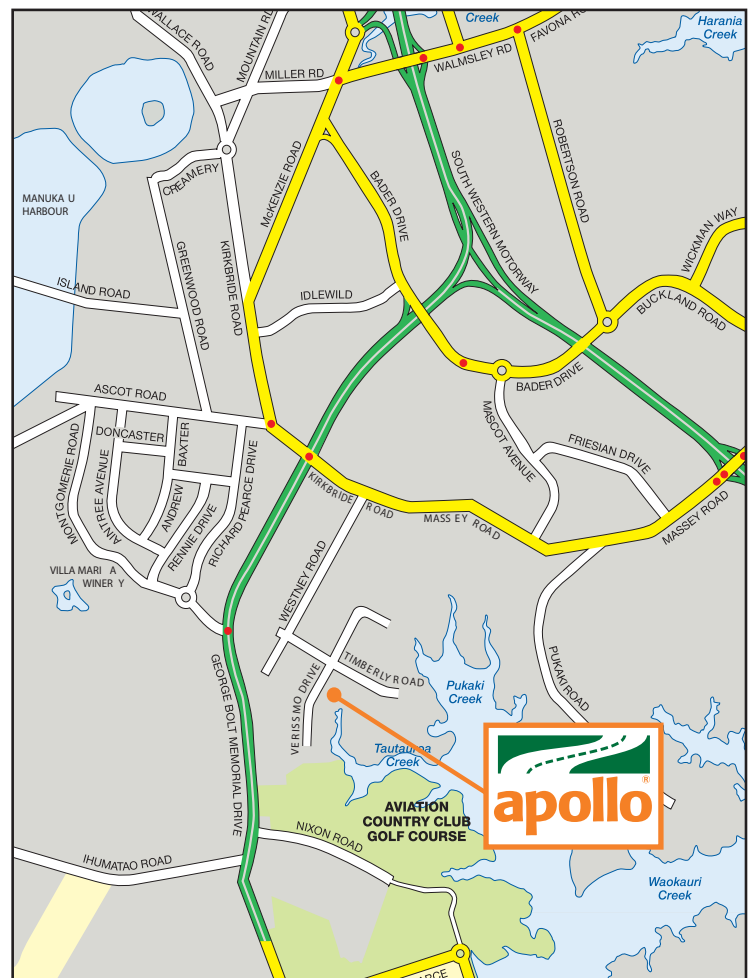 WALLACE ROAD
MOUNTAIN RD
Creek
FAVONA
Harania
Creek
WALMSLEY RD
MILLER RD
CREAMERY
McKENZIE ROAD
BADER DRIVE
SOUTH WESTERN MOTORWAY
ROBERTSON ROAD
MANUKA U
HARBOUR
WICKMAN WAY
ISLAND ROAD
GREENWOOD ROAD
KIRKBRIDE ROAD
IDLEWILD
BUCKLAND ROAD
BADER DRIVE
ASCOT ROAD
MASCOT AVENUE
DONCASTER
BAXTER
FRIESIAN DRIVE
MONTGOMERIE ROAD
AINTREE AVENUE
ANDREW
RENNIE DRIVE
RICHARD PEARCE DRIVE
KIRKBRIDE ROAD
MASS EY ROAD
MASSEY ROAD
VILLA MARI A
WINER Y
WESTNEY ROAD
TIMBERLY ROAD
VERISSMO DRIVE
PUKAKI ROAD
GEORGE BOLT MEMORIAL DRIVE
Pukaki
Creek
Tautauroa
Creek
apollo®
AVIATION
COUNTRY CLUB
GOLF COURSE
NIXON ROAD
IHUMATAO ROAD
Waokauri
Creek